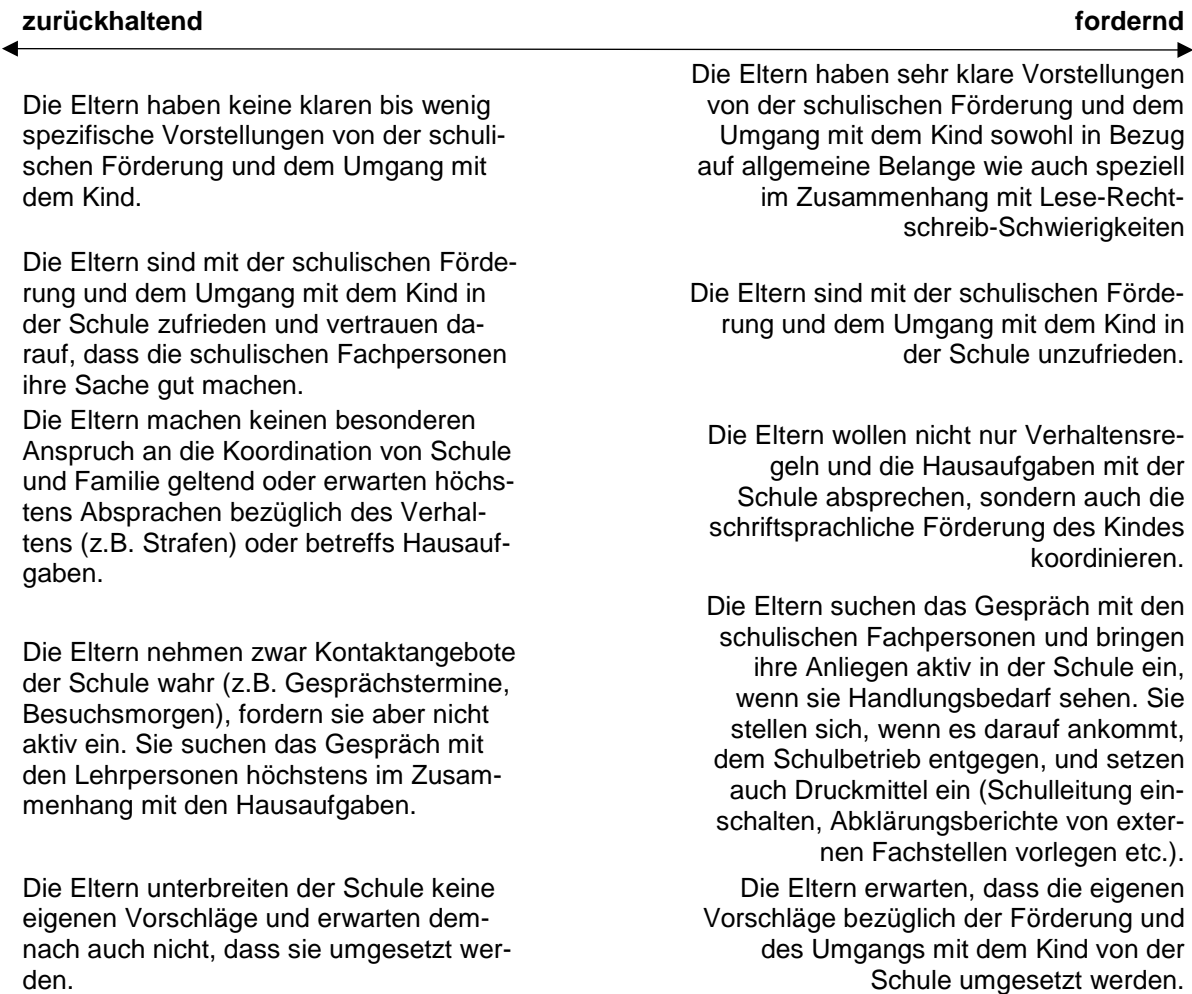 zurückhaltend
fordernd
Die Eltern haben keine klaren bis wenig
spezifische Vorstellungen von der schuli-
schen Förderung und dem Umgang mit
dem Kind.
Die Eltern haben sehr klare Vorstellungen
von der schulischen Förderung und dem
Umgang mit dem Kind sowohl in Bezug
auf allgemeine Belange wie auch speziell
im Zusammenhang mit Lese-Recht-
schreib-Schwierigkeiten
Die Eltern sind mit der schulischen Förde-
rung und dem Umgang mit dem Kind in
der Schule zufrieden und vertrauen da-
rauf, dass die schulischen Fachpersonen
ihre Sache gut machen.
Die Eltern sind mit der schulischen Förde-
rung und dem Umgang mit dem Kind in
der Schule unzufrieden.
Die Eltern machen keinen besonderen
Anspruch an die Koordination von Schule
und Familie geltend oder erwarten höchs-
tens Absprachen bezüglich des Verhal-
tens (z.B. Strafen) oder betreffs Hausauf-
gaben.
Die Eltern wollen nicht nur Verhaltensre-
geln und die Hausaufgaben mit der
Schule absprechen, sondern auch die
schriftsprachliche Förderung des Kindes
koordinieren.
Die Eltern nehmen zwar Kontaktangebote
der Schule wahr (z.B. Gesprächstermine,
Besuchsmorgen), fordern sie aber nicht
aktiv ein. Sie suchen das Gespräch mit
den Lehrpersonen höchstens im Zusam-
menhang mit den Hausaufgaben.
Die Eltern suchen das Gespräch mit den
schulischen Fachpersonen und bringen
ihre Anliegen aktiv in der Schule ein,
wenn sie Handlungsbedarf sehen. Sie
stellen sich, wenn es darauf ankommt,
dem Schulbetrieb entgegen, und setzen
auch Druckmittel ein (Schulleitung ein-
schalten, Abklärungsberichte von exter-
nen Fachstellen vorlegen etc.).
Die Eltern unterbreiten der Schule keine
eigenen Vorschläge und erwarten dem-
nach auch nicht, dass sie umgesetzt wer-
den.
Die Eltern erwarten, dass die eigenen
Vorschläge bezüglich der Förderung und
des Umgangs mit dem Kind von der
Schule umgesetzt werden.